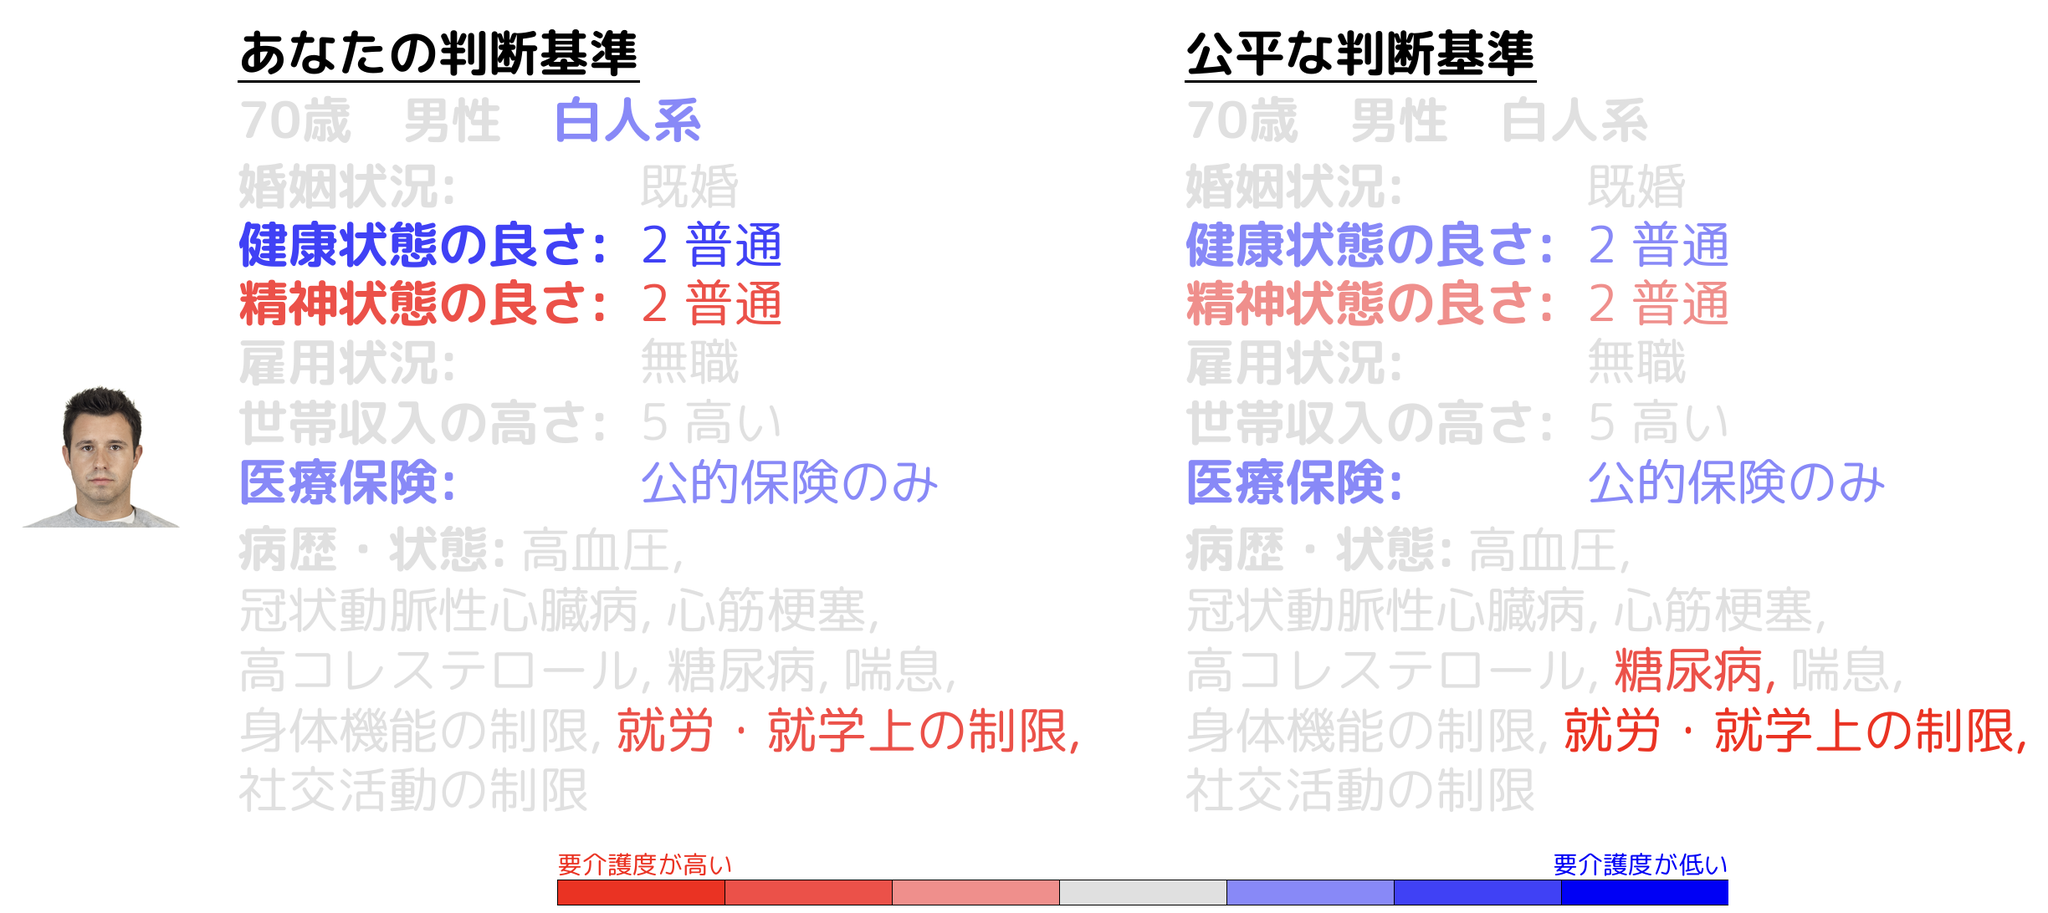 あなたの判断基準
70歳 男性 白人系
婚姻状況: 既婚
健康状態の良さ: 2 普通
精神状態の良さ: 2 普通
雇用状況: 無職
世帯収入の高さ: 5 高い
医療保険: 公的保険のみ
病歴・状態: 高血圧,
冠状動脈性心臓病, 心筋梗塞,
高コレステロール, 糖尿病, 喘息,
身体機能の制限, 就労・就学上の制限,
社交活動の制限
公平な判断基準
70歳 男性 白人系
婚姻状況: 既婚
健康状態の良さ: 2 普通
精神状態の良さ: 2 普通
雇用状況: 無職
世帯収入の高さ: 5 高い
医療保険: 公的保険のみ
病歴・状態: 高血圧,
冠状動脈性心臓病, 心筋梗塞,
高コレステロール, 糖尿病, 喘息,
身体機能の制限, 就労・就学上の制限,
社交活動の制限
要介護度が高い 要介護度が低い